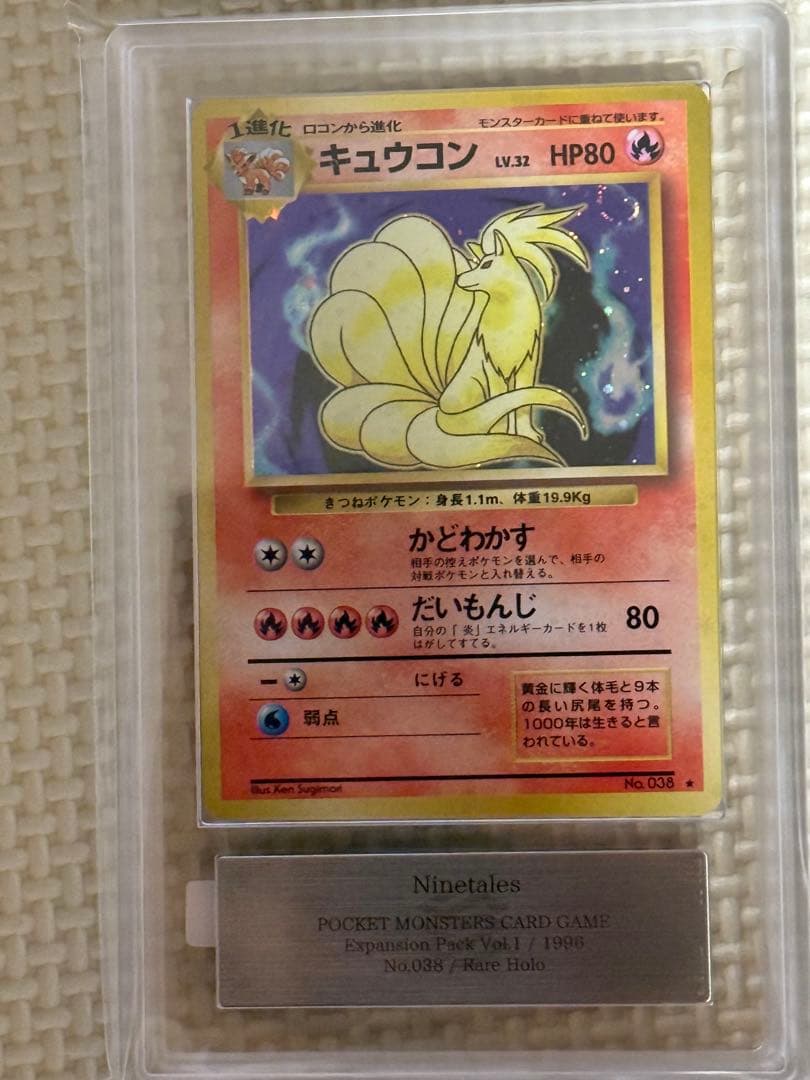 1進化 ロコンから進化 モンスターカードに重ねて使います。
キュウコン LV.32 HP80
きつねポケモン：身長1.1m、体重19.9Kg
かどわかす
相手の控えポケモンを選んで、相手の
対戦ポケモンと入れ替える。
だいもんじ 80
自分の「炎」エネルギーカードを1枚
はがしてすてる。
にげる
弱点
黄金に輝く体毛と9本
の長い尻尾を持つ。
1000年は生きると言
われている。
Illus.Ken Sugimori No.038 ★
Ninetales
POCKET MONSTERS CARD GAME
Expansion Pack Vol.1 / 1996
No.038 / Rare Holo